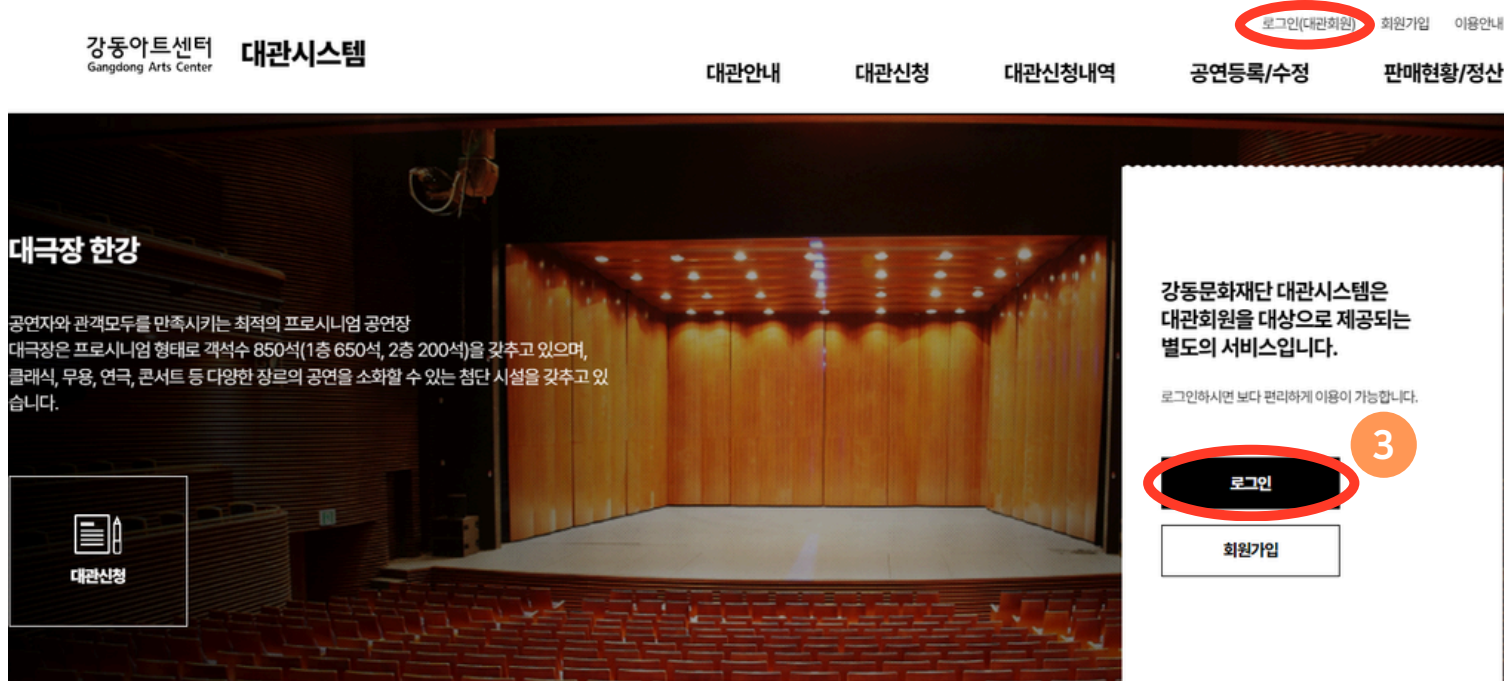 로그인(대관회원) 회원가입 이용안내
강동아트센터
Gangdong Arts Center
대관시스템
대관안내 대관신청 대관신청내역 공연등록/수정 판매현황/정산
대극장 한강
공연자와 관객모두를 만족시키는 최적의 프로시니엄 공연장
대극장은 프로시니엄 형태로 객석수 850석(1층 650석, 2층 200석)을 갖추고 있으며,
클래식, 무용, 연극, 콘서트 등 다양한 장르의 공연을 소화할 수 있는 첨단 시설을 갖추고 있
습니다.
대관신청
강동문화재단 대관시스템은
대관회원을 대상으로 제공되는
별도의 서비스입니다.
로그인하시면 보다 편리하게 이용이 가능합니다.
3
로그인
회원가입